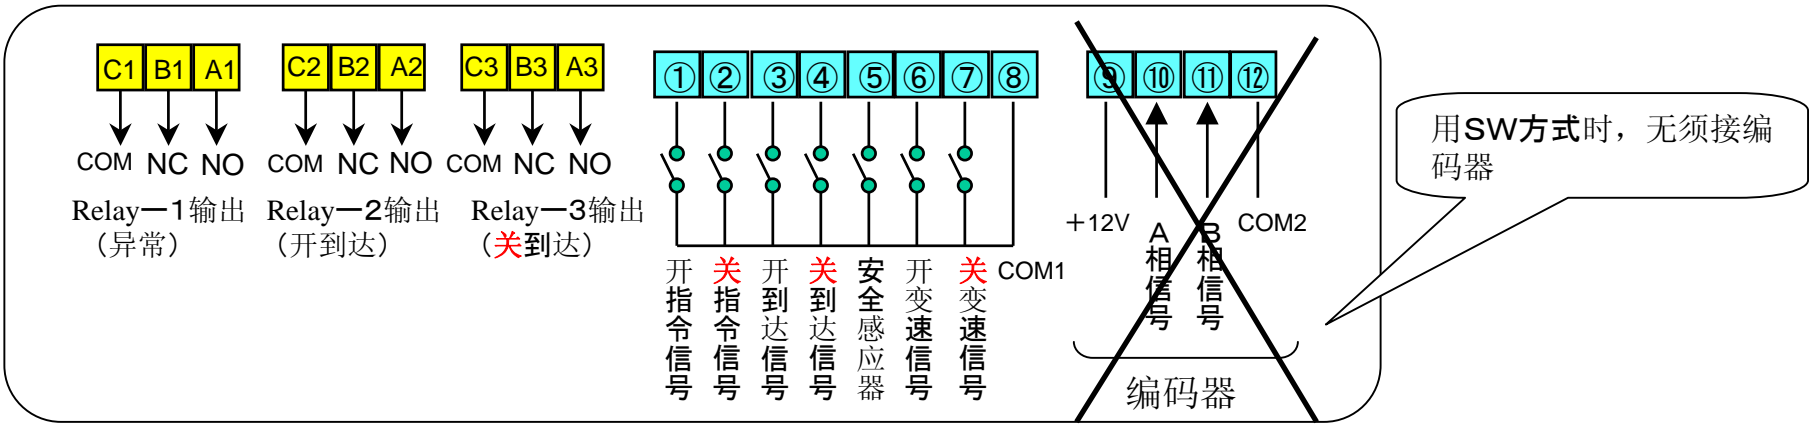 C1 B1 A1
COM NC NO
Relay—1输出
（异常）
C2 B2 A2
COM NC NO
Relay—2输出
（开到达）
C3 B3 A3
COM NC NO
Relay—3输出
（关到达）
① ② ③ ④ ⑤ ⑥ ⑦ ⑧
开指令信号
关指令信号
开到达信号
关到达信号
安全感应器
开变速信号
关变速信号
COM1
⑨ ⑩ ⑪ ⑫
＋12V
A相信号
B相信号
COM2
编码器
用SW方式时，无须接编
码器